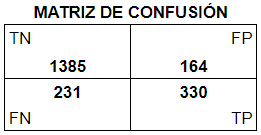 MATRIZ DE CONFUSIÓN
TN FP
1385 164
231 330
FN TP